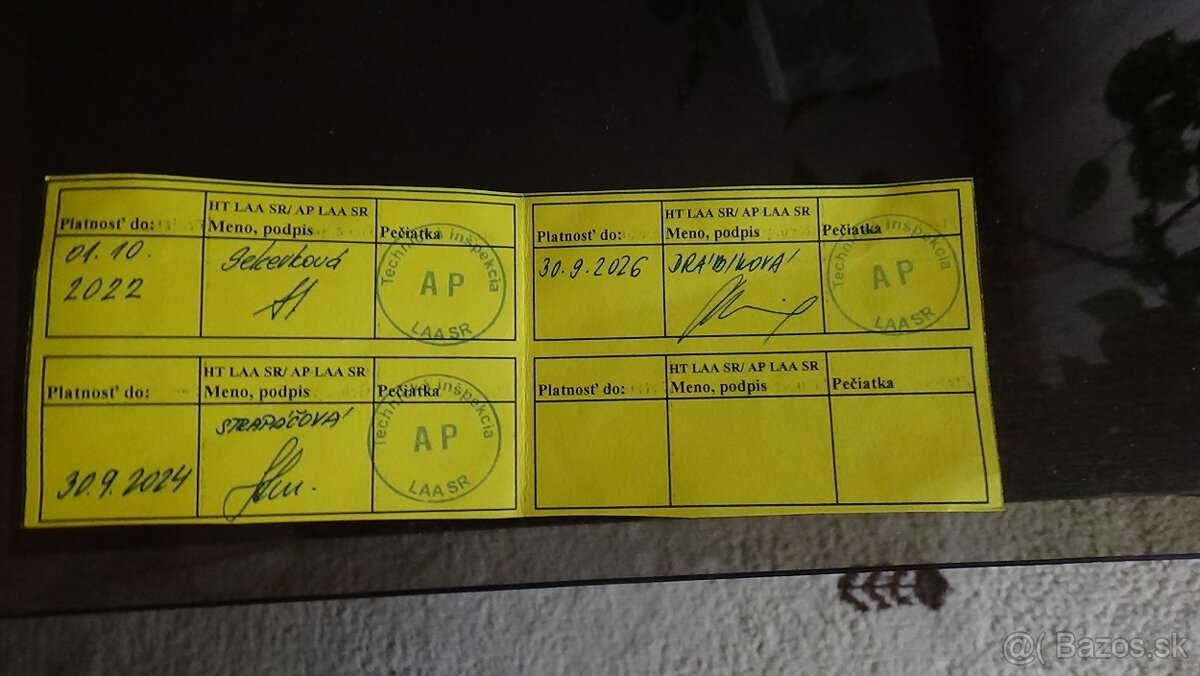 Platnosť do:
HT LAA SR/ AP LAA SR
Meno, podpis
Pečiatka
01.10.
2022
Sekerková
Technická inšpekcia
AP
LAA SR
Platnosť do:
HT LAA SR/ AP LAA SR
Meno, podpis
Pečiatka
30.9.2024
Technická inšpekcia
AP
LAA SR
Platnosť do:
HT LAA SR/ AP LAA SR
Meno, podpis
Pečiatka
30.9.2026
Technická inšpekcia
AP
LAA SR
Platnosť do:
HT LAA SR/ AP LAA SR
Meno, podpis
Pečiatka
@( Bazos.sk